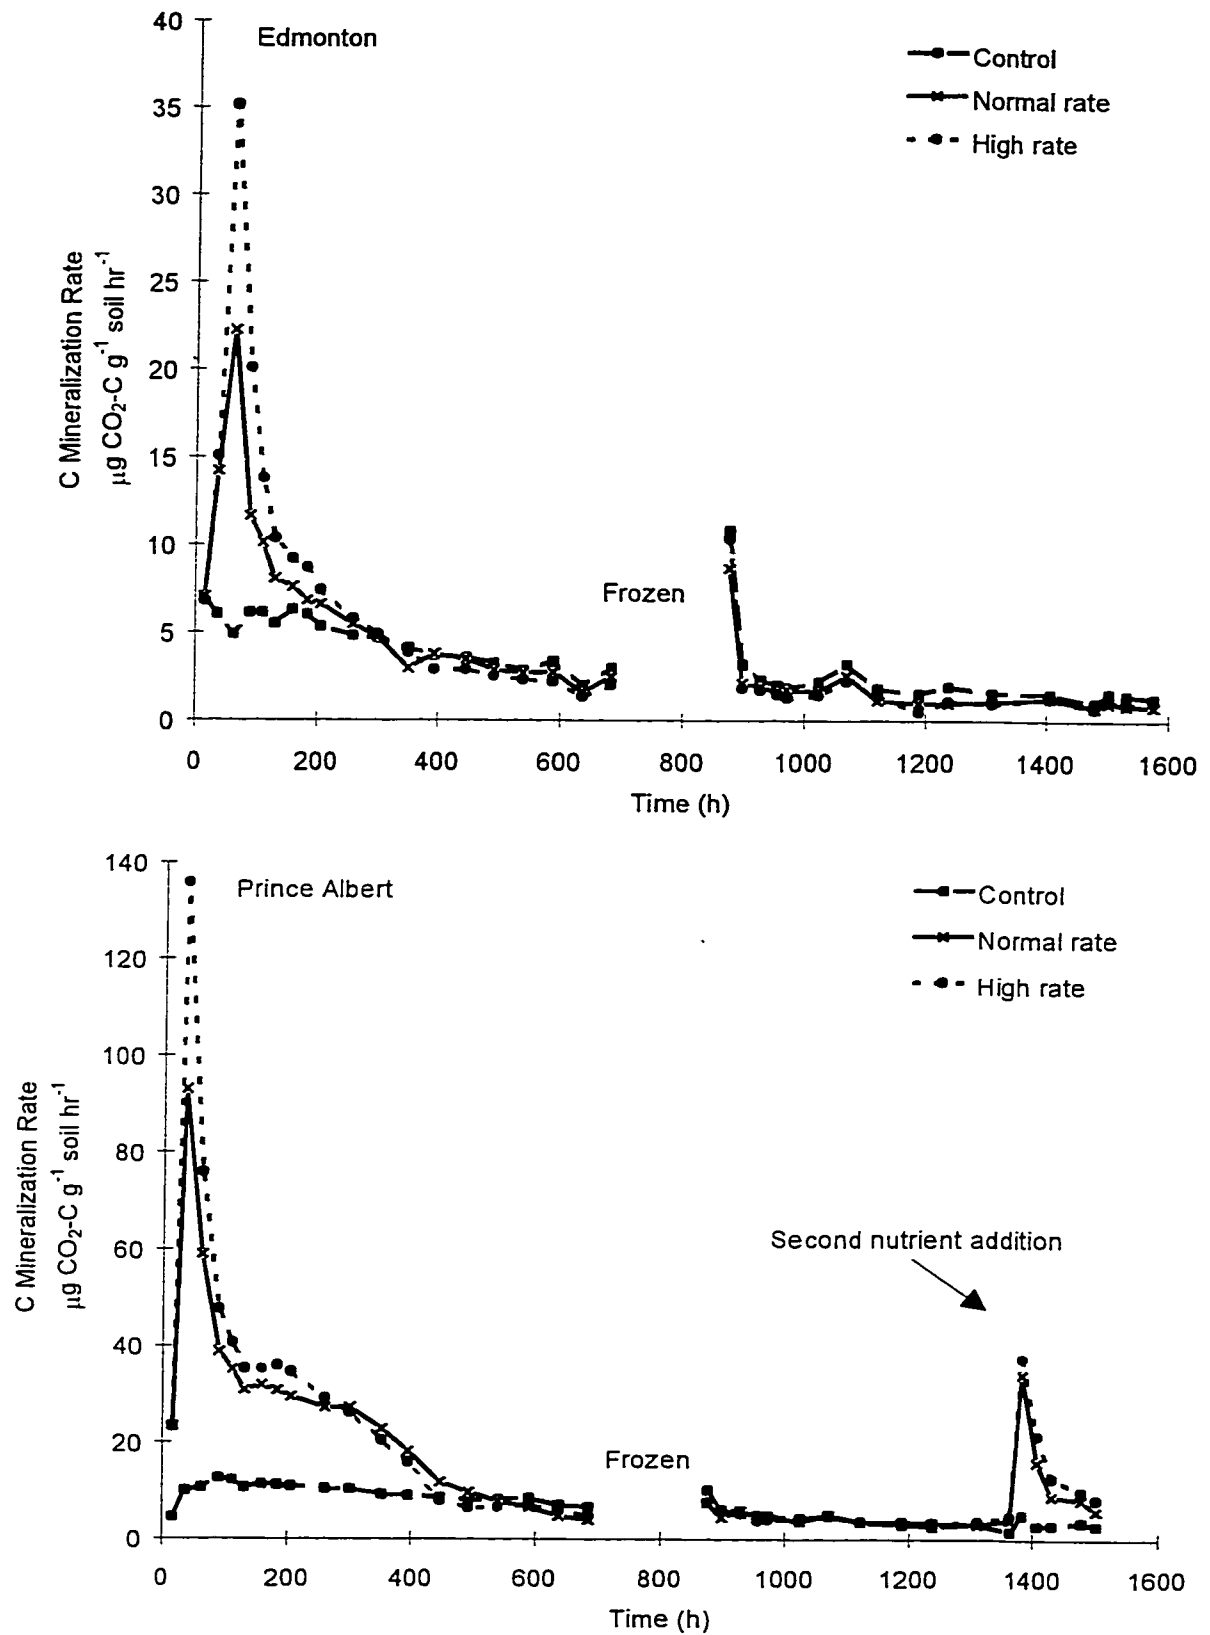 Edmonton
Control
Normal rate
High rate
40
35
30
25
20
15
10
5
0
C Mineralization Rate
µg CO₂-C g⁻¹ soil hr⁻¹
Frozen
0 200 400 600 800 1000 1200 1400 1600
Time (h)
Prince Albert
Control
Normal rate
High rate
140
120
100
80
60
40
20
0
C Mineralization Rate
µg CO₂-C g⁻¹ soil hr⁻¹
Second nutrient addition
Frozen
0 200 400 600 800 1000 1200 1400 1600
Time (h)